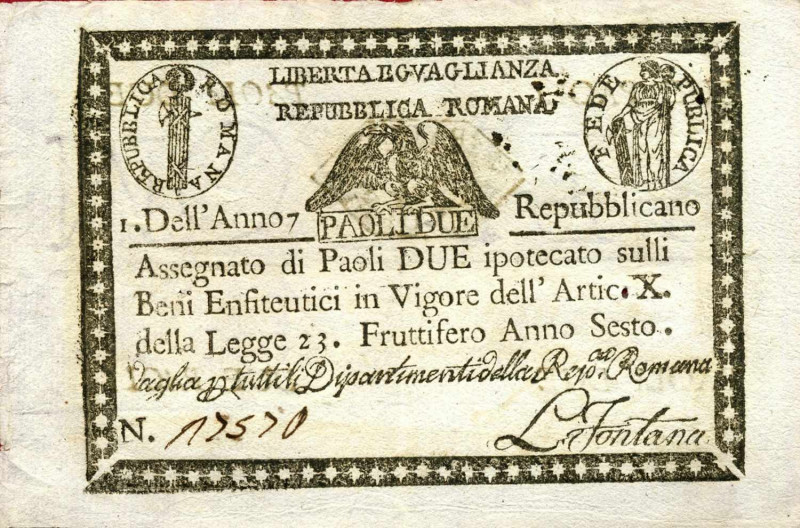 LIBERTA EGVAGLIANZA
REPUBBLICA ROMANA
REPUBBLICA ROMANA
FEDE PUBLICA
1. Dell'Anno 7 PAOLI DUE Repubblicano
Assegnato di Paoli DUE ipotecato sulli
Beni Enfiteutici in Vigore dell' Artic. X.
della Legge 23. Fruttifero Anno Sesto.
Vaglia p tutti li Dipartimenti della Rep. Romana
N. 17570
L. Fontana